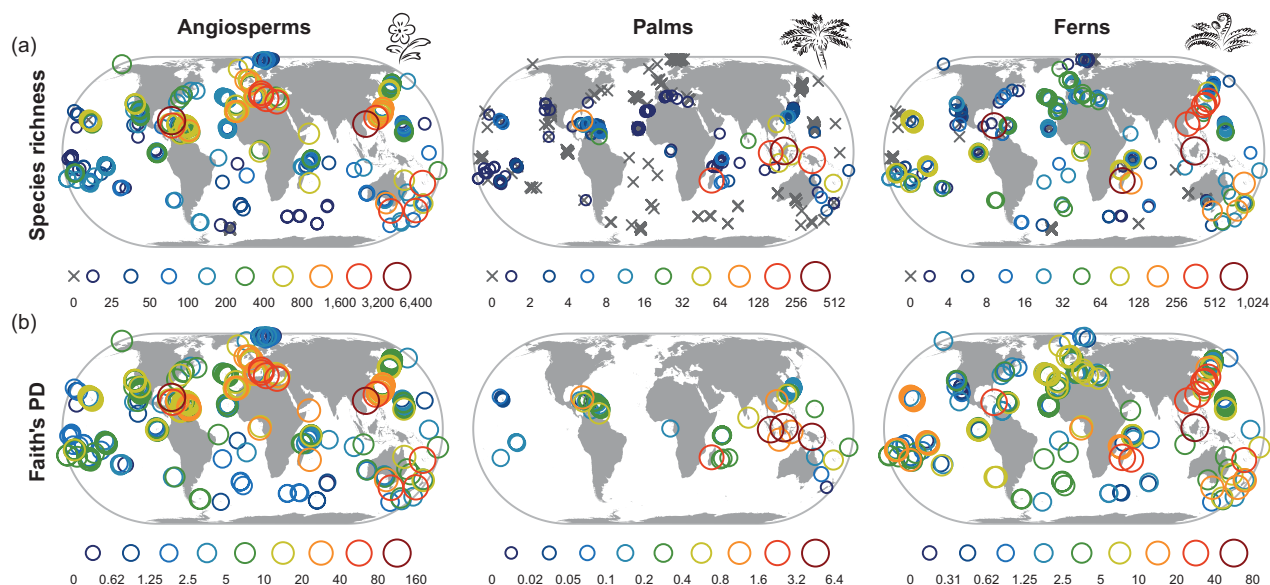 Angiosperms Palms Ferns
(a)
Species richness
0 25 50 100 200 400 800 1,600 3,200 6,400
0 2 4 8 16 32 64 128 256 512
0 4 8 16 32 64 128 256 512 1,024
(b)
Faith's PD
0 0.62 1.25 2.5 5 10 20 40 80 160
0 0.02 0.05 0.1 0.2 0.4 0.8 1.6 3.2 6.4
0 0.31 0.62 1.25 2.5 5 10 20 40 80